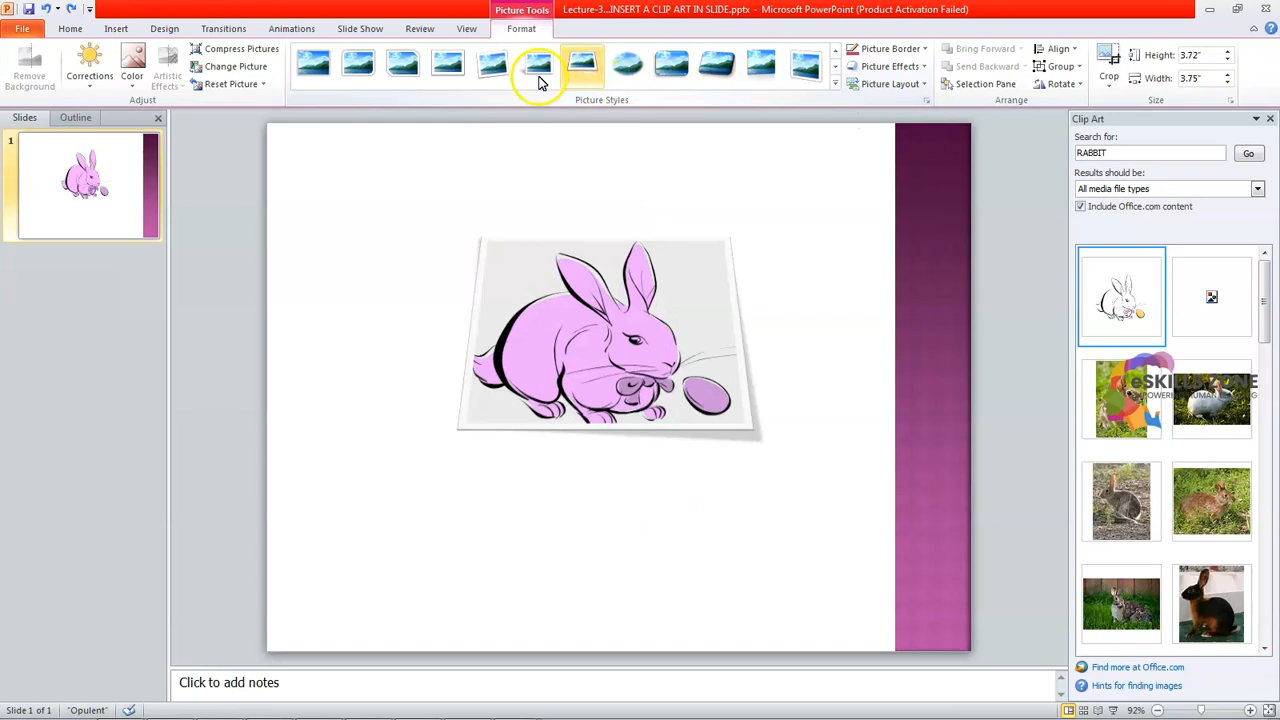 Picture Tools
Lecture-3...INSERT A CLIP ART IN SLIDE.pptx - Microsoft PowerPoint (Product Activation Failed)
File
Home
Insert
Design
Transitions
Animations
Slide Show
Review
View
Format
Remove Background
Corrections
Color
Artistic Effects
Compress Pictures
Change Picture
Reset Picture
Adjust
Picture Styles
Picture Border
Picture Effects
Picture Layout
Bring Forward
Send Backward
Selection Pane
Align
Group
Rotate
Arrange
Crop
Height: 3.72"
Width: 3.75"
Size
Slides
Outline
1
Clip Art
Search for:
RABBIT
Go
Results should be:
All media file types
Include Office.com content
eSKILLS ZONE
EMPOWERING HUMAN LEARNING
Find more at Office.com
Hints for finding images
Click to add notes
Slide 1 of 1
"Opulent"
92%